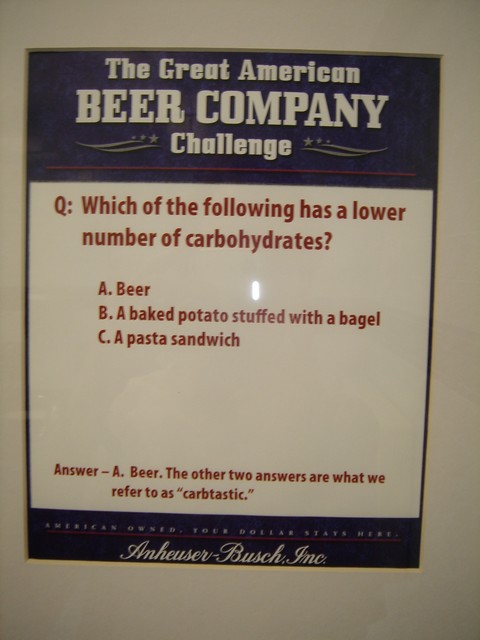 The Great American
BEER COMPANY
Challenge
Q: Which of the following has a lower
number of carbohydrates?
A. Beer
B. A baked potato stuffed with a bagel
C. A pasta sandwich
Answer – A. Beer. The other two answers are what we
refer to as “carbtastic.”
AMERICAN OWNED. YOUR DOLLAR STAYS HERE.
Anheuser-Busch, Inc.